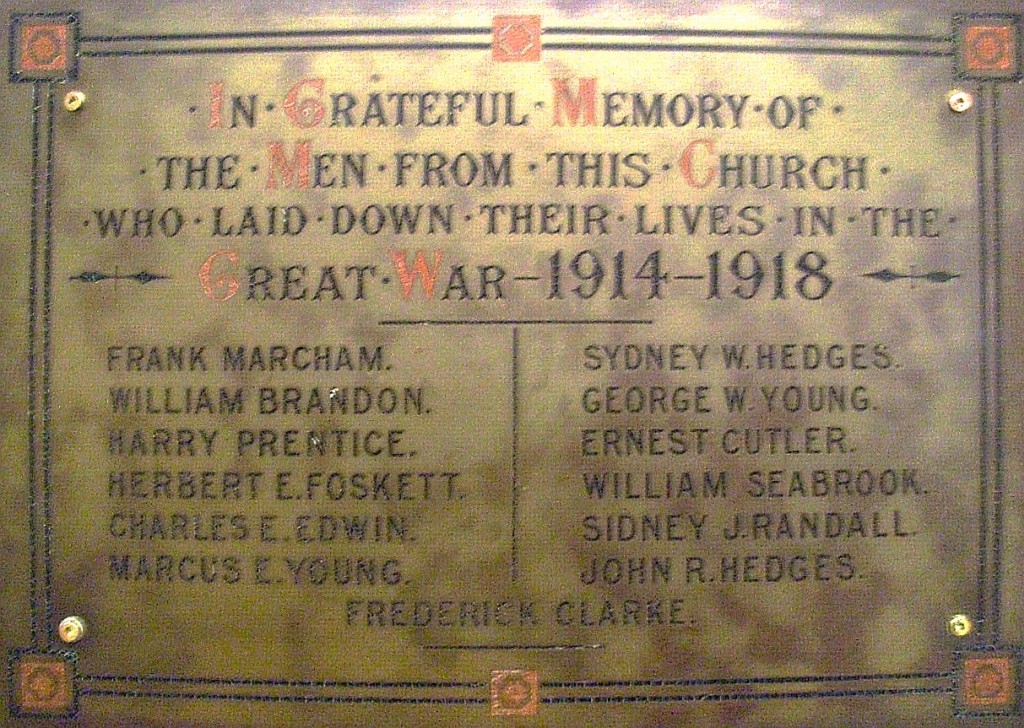 ·IN·GRATEFUL·MEMORY·OF·
·THE·MEN·FROM·THIS·CHURCH·
·WHO·LAID·DOWN·THEIR·LIVES·IN·THE·
GREAT·WAR–1914–1918
FRANK MARCHAM.
WILLIAM BRANDON.
HARRY PRENTICE.
HERBERT E.FOSKETT.
CHARLES E.EDWIN.
MARCUS E.YOUNG.
SYDNEY W.HEDGES.
GEORGE W.YOUNG.
ERNEST CUTLER.
WILLIAM SEABROOK.
SIDNEY J.RANDALL.
JOHN R.HEDGES.
FREDERICK CLARKE.